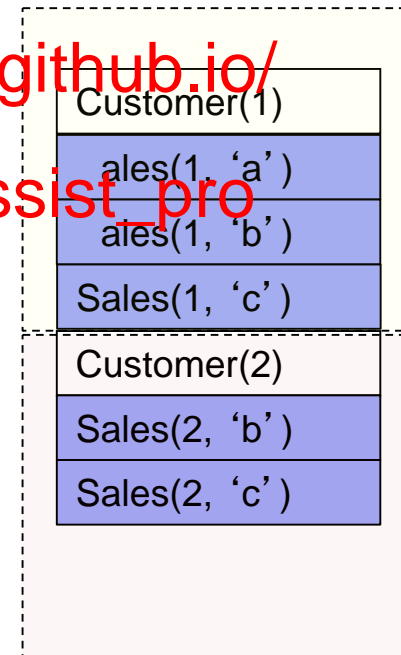 github.io/
Customer(1)
ales(1, ‘a’)
ssist_pro
ales(1, ‘b’)
Sales(1, ‘c’)
Customer(2)
Sales(2, ‘b’)
Sales(2, ‘c’)